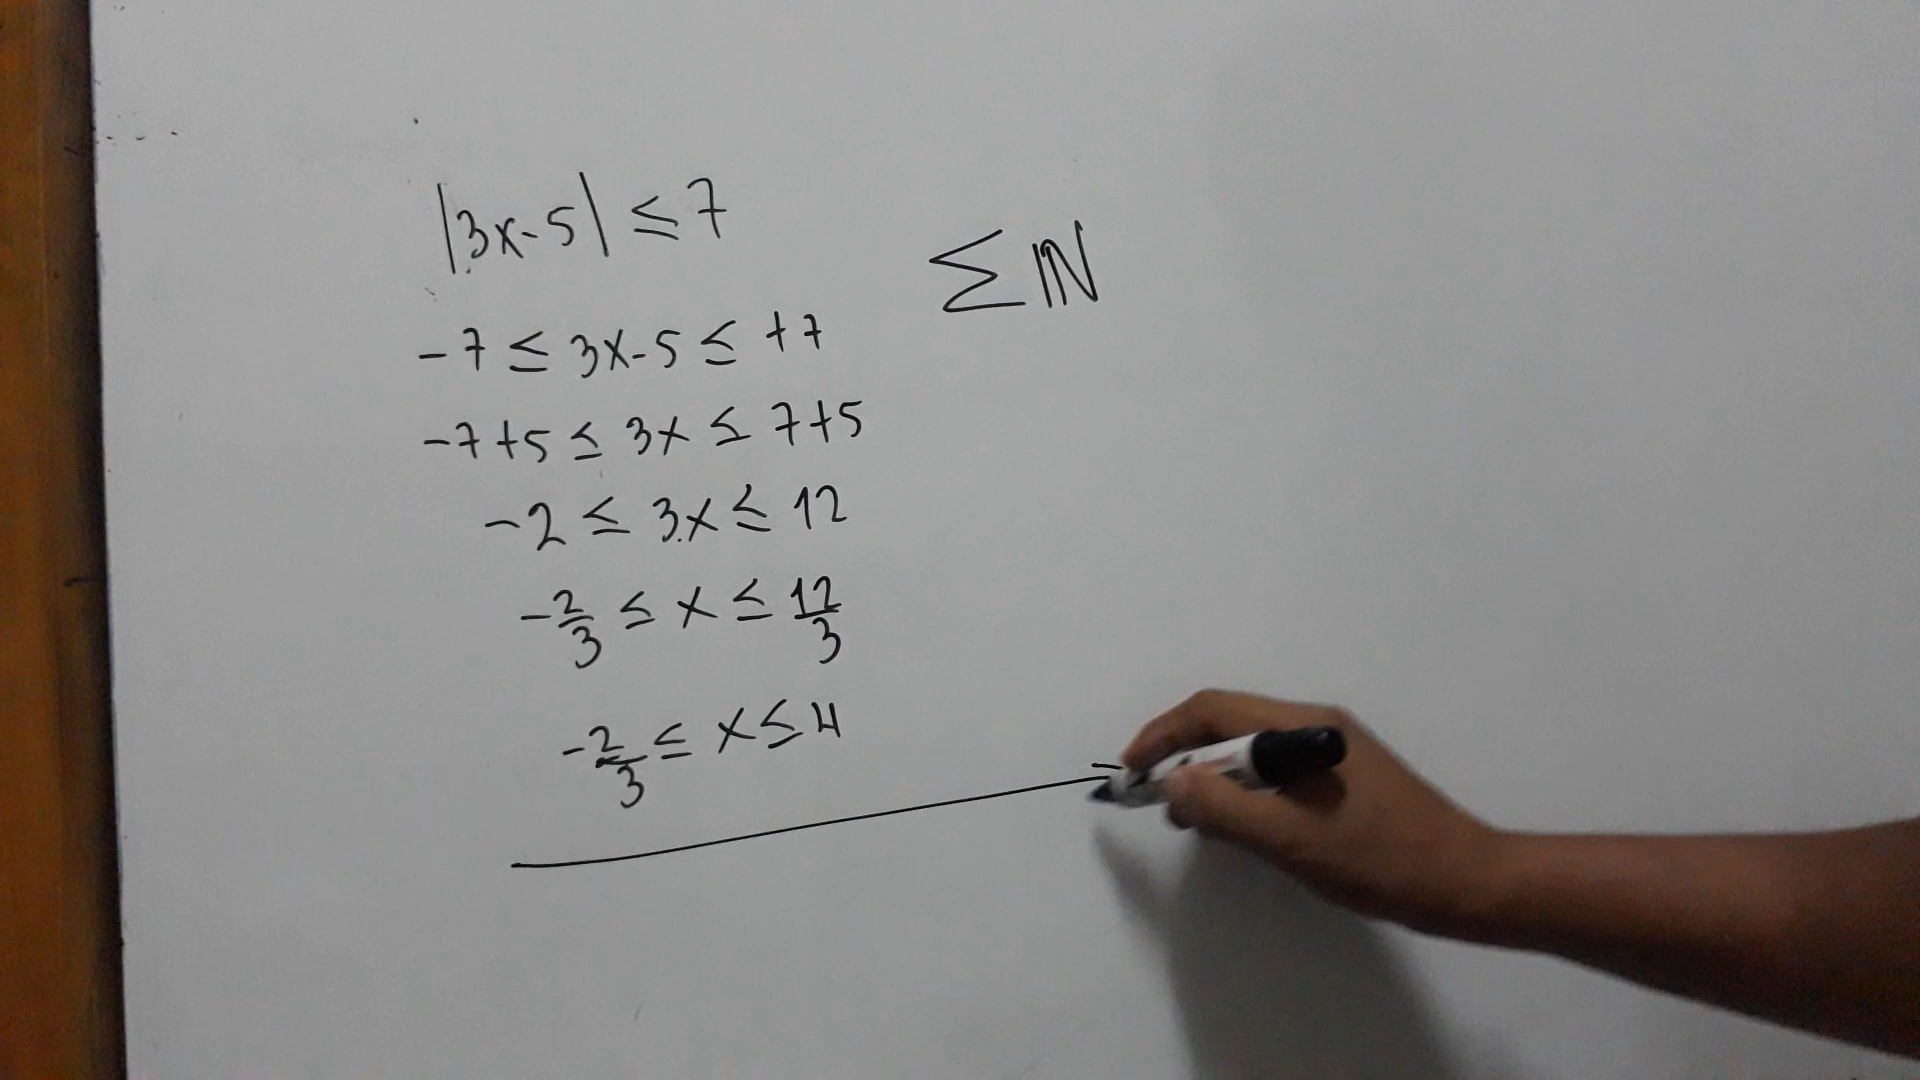 |3x-5| ≤ 7
∑ℕ
-7 ≤ 3x-5 ≤ +7
-7+5 ≤ 3x ≤ 7+5
-2 ≤ 3x ≤ 12
-2/3 ≤ x ≤ 12/3
-2/3 ≤ x ≤ 4